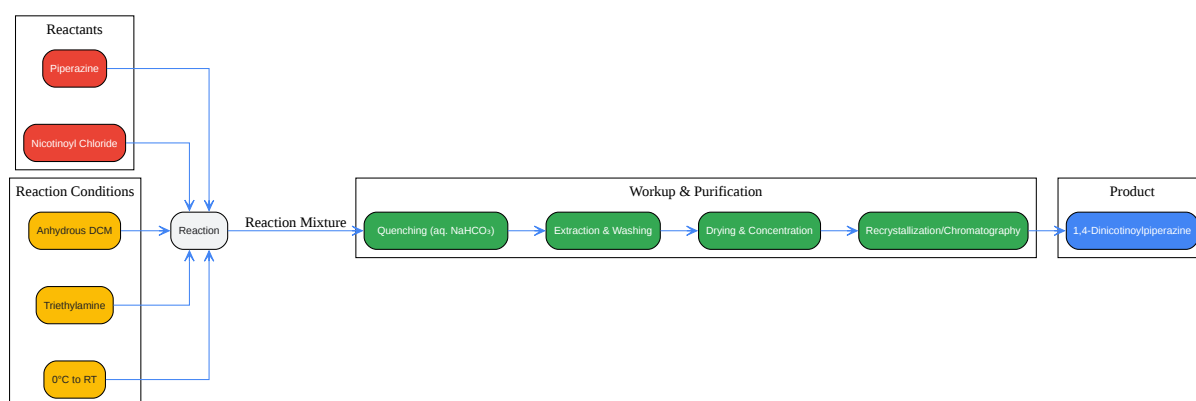 Reactants
Piperazine
Nicotinoyl Chloride
Reaction Conditions
Anhydrous DCM
Triethylamine
0°C to RT
Reaction
Reaction Mixture
Workup & Purification
Quenching (aq. NaHCO₃)
Extraction & Washing
Drying & Concentration
Recrystallization/Chromatography
Product
1,4-Dinicotinoylpiperazine